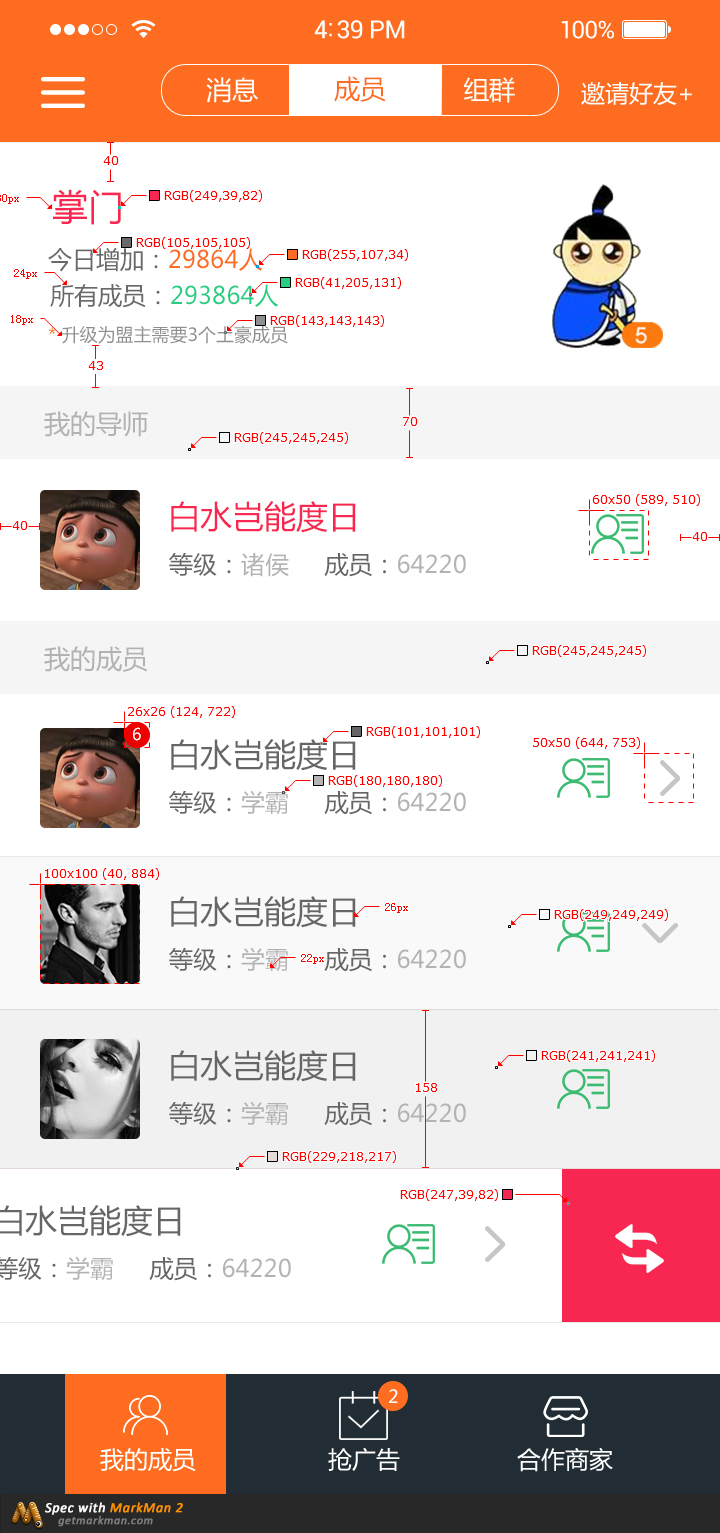 4:39 PM
100%
消息
成员
组群
邀请好友+
40
掌门
RGB(249,39,82)
RGB(105,105,105)
今日增加：29864人
RGB(255,107,34)
24px
所有成员：293864人
RGB(41,205,131)
18px
RGB(143,143,143)
*升级为盟主需要3个土豪成员
5
43
我的导师
70
RGB(245,245,245)
60x50 (589, 510)
白水岂能度日
40
40
等级：诸侯
成员：64220
我的成员
RGB(245,245,245)
26x26 (124, 722)
6
RGB(101,101,101)
白水岂能度日
50x50 (644, 753)
RGB(180,180,180)
等级：学霸
成员：64220
100x100 (40, 884)
白水岂能度日
26px
RGB(249,249,249)
等级：学霸
22px
成员：64220
白水岂能度日
RGB(241,241,241)
158
等级：学霸
成员：64220
RGB(229,218,217)
RGB(247,39,82)
白水岂能度日
等级：学霸
成员：64220
2
我的成员
抢广告
合作商家
Spec with MarkMan 2
getmarkman.com